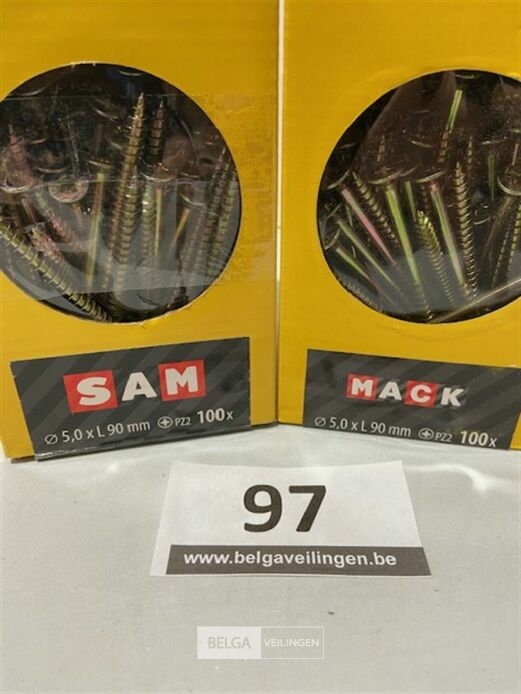 SAM
Ø 5,0 x L 90 mm PZ2 100x
MACK
Ø 5,0 x L 90 mm PZ2 100x
97
www.belgaveilingen.be
BELGA VEILINGEN